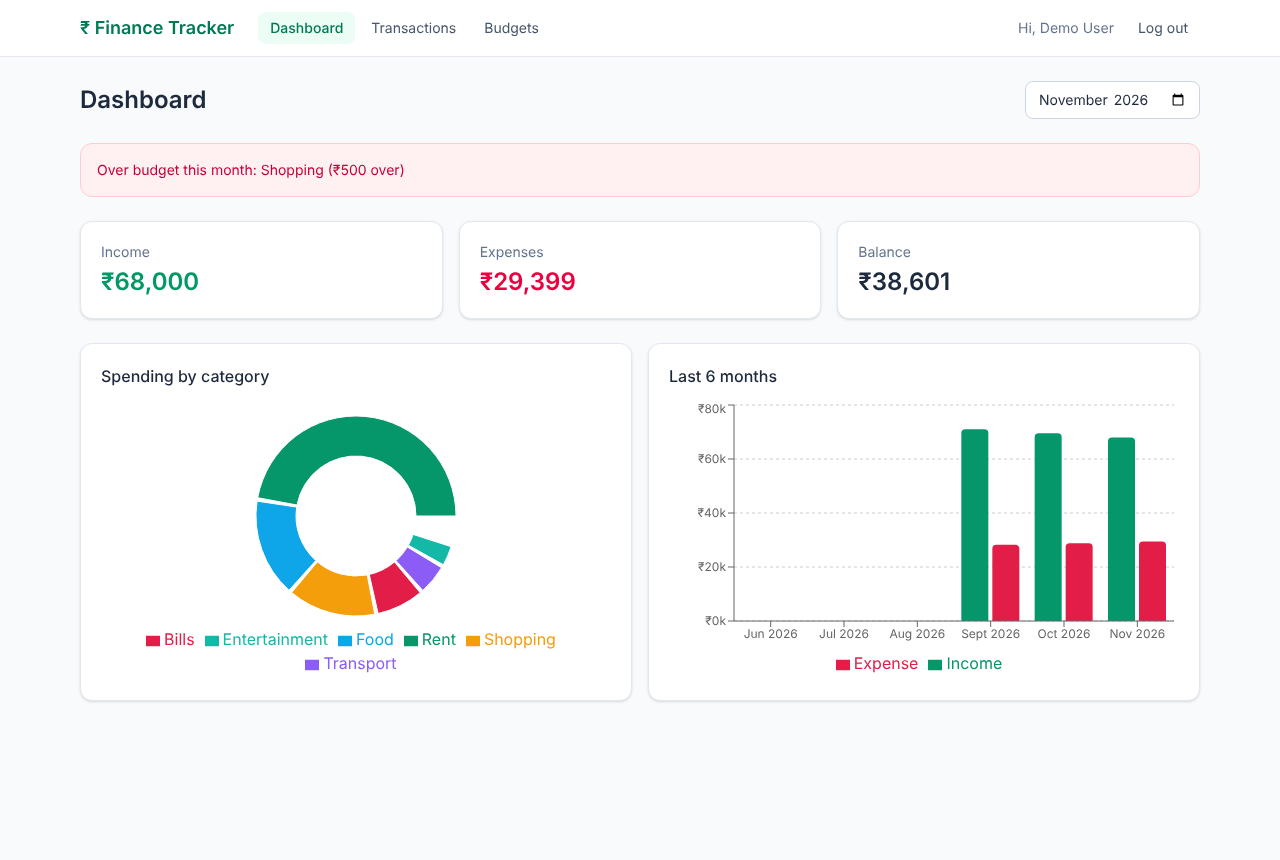 ₹ Finance Tracker Dashboard Transactions Budgets Hi, Demo User Log out
Dashboard November 2026
Over budget this month: Shopping (₹500 over)
Income
₹68,000
Expenses
₹29,399
Balance
₹38,601
Spending by category
Bills Entertainment Food Rent Shopping
Transport
Last 6 months
₹80k
₹60k
₹40k
₹20k
₹0k
Jun 2026 Jul 2026 Aug 2026 Sept 2026 Oct 2026 Nov 2026
Expense Income